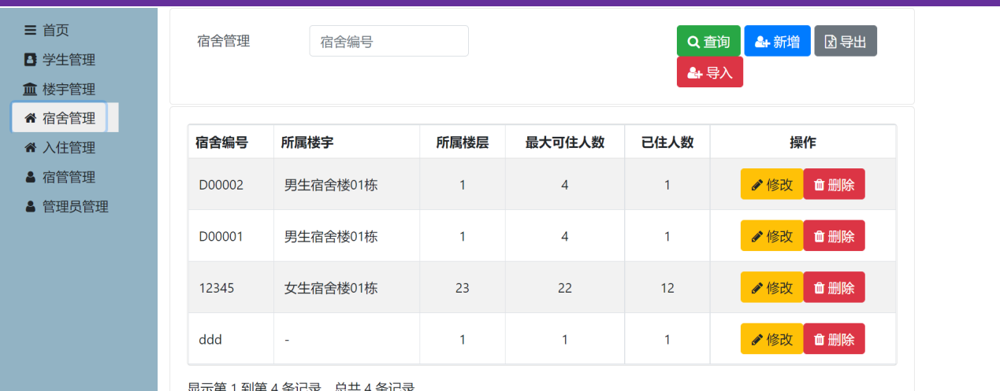 首页
学生管理
楼宇管理
宿舍管理
入住管理
宿管管理
管理员管理
宿舍管理 宿舍编号 查询 新增 导出
导入
宿舍编号 所属楼字 所属楼层 最大可住人数 已住人数 操作
D00002 男生宿舍楼01栋 1 4 1 修改 删除
D00001 男生宿舍楼01栋 1 4 1 修改 删除
12345 女生宿舍楼01栋 23 22 12 修改 删除
ddd - 1 1 1 修改 删除
显示第 1 到第 4 条记录，总共 4 条记录